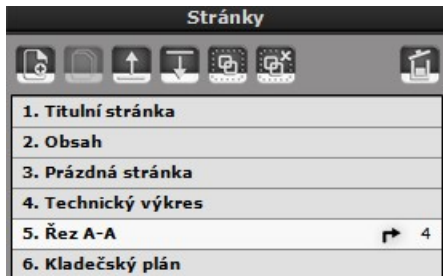 Stránky
1. Titulní stránka
2. Obsah
3. Prázdná stránka
4. Technický výkres
5. Řez A-A 4
6. Kladečský plán